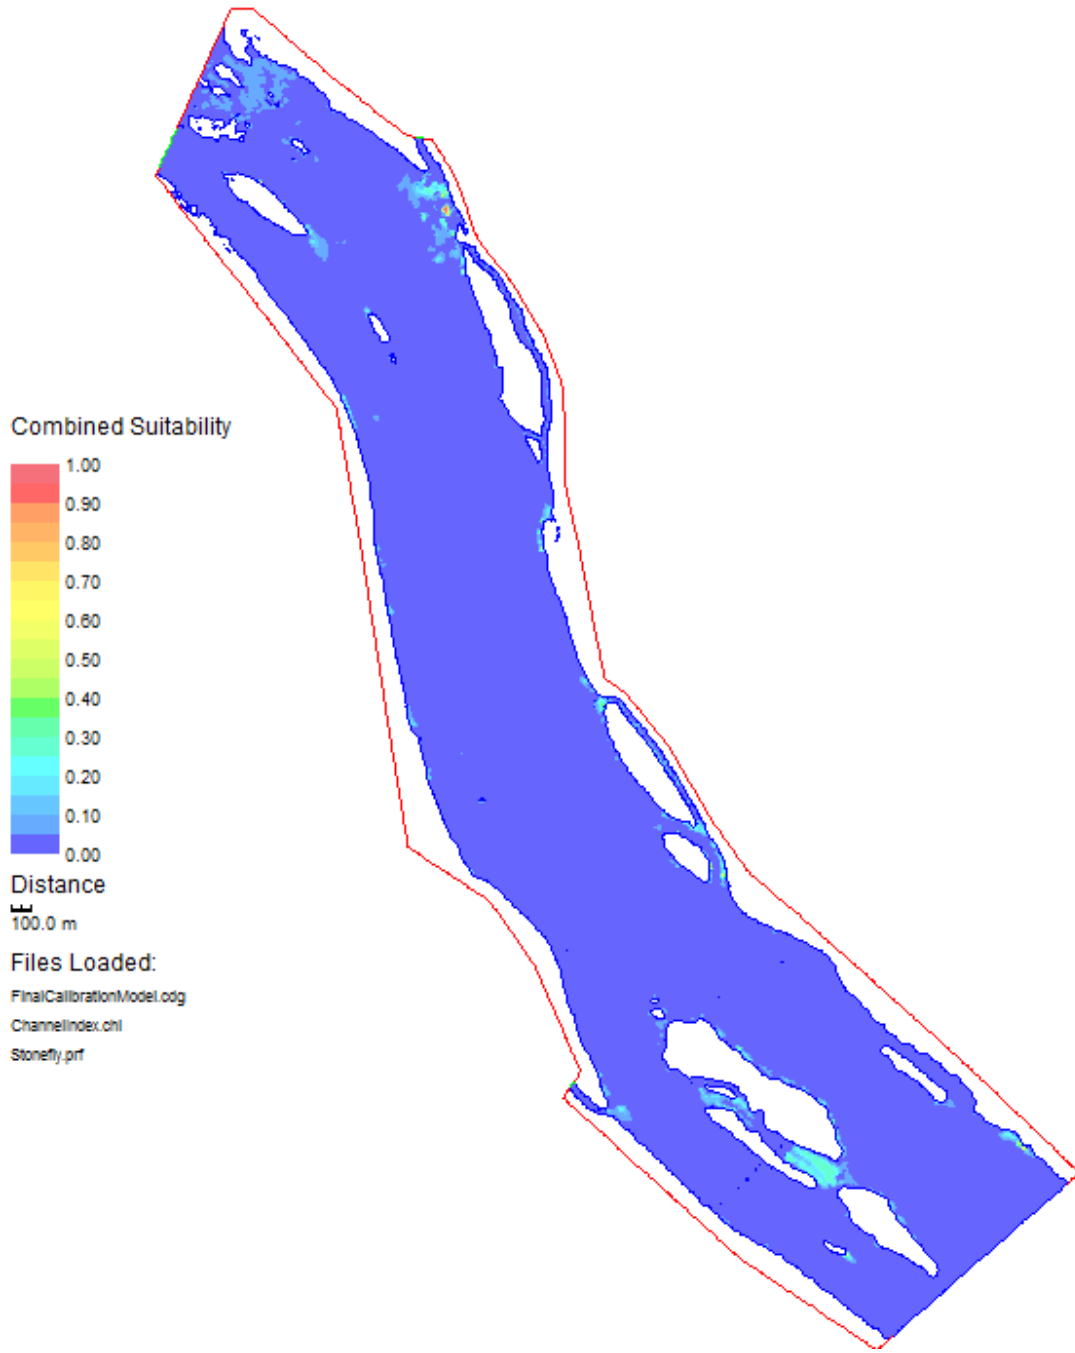 Combined Suitability
1.00
0.90
0.80
0.70
0.60
0.50
0.40
0.30
0.20
0.10
0.00
Distance
100.0 m
Files Loaded:
FinalCalibrationModel.cdg
ChannelIndex.chi
Stonefly.prf